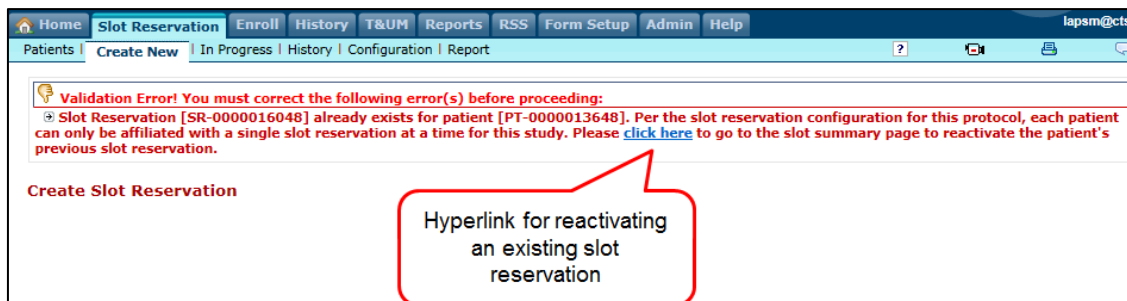 Home Slot Reservation Enroll History T&UM Reports RSS Form Setup Admin Help lapsm@cts
Patients | Create New | In Progress | History | Configuration | Report ?
Validation Error! You must correct the following error(s) before proceeding:
Slot Reservation [SR-0000016048] already exists for patient [PT-0000013648]. Per the slot reservation configuration for this protocol, each patient
can only be affiliated with a single slot reservation at a time for this study. Please click here to go to the slot summary page to reactivate the patient's
previous slot reservation.
Create Slot Reservation
Hyperlink for reactivating
an existing slot
reservation